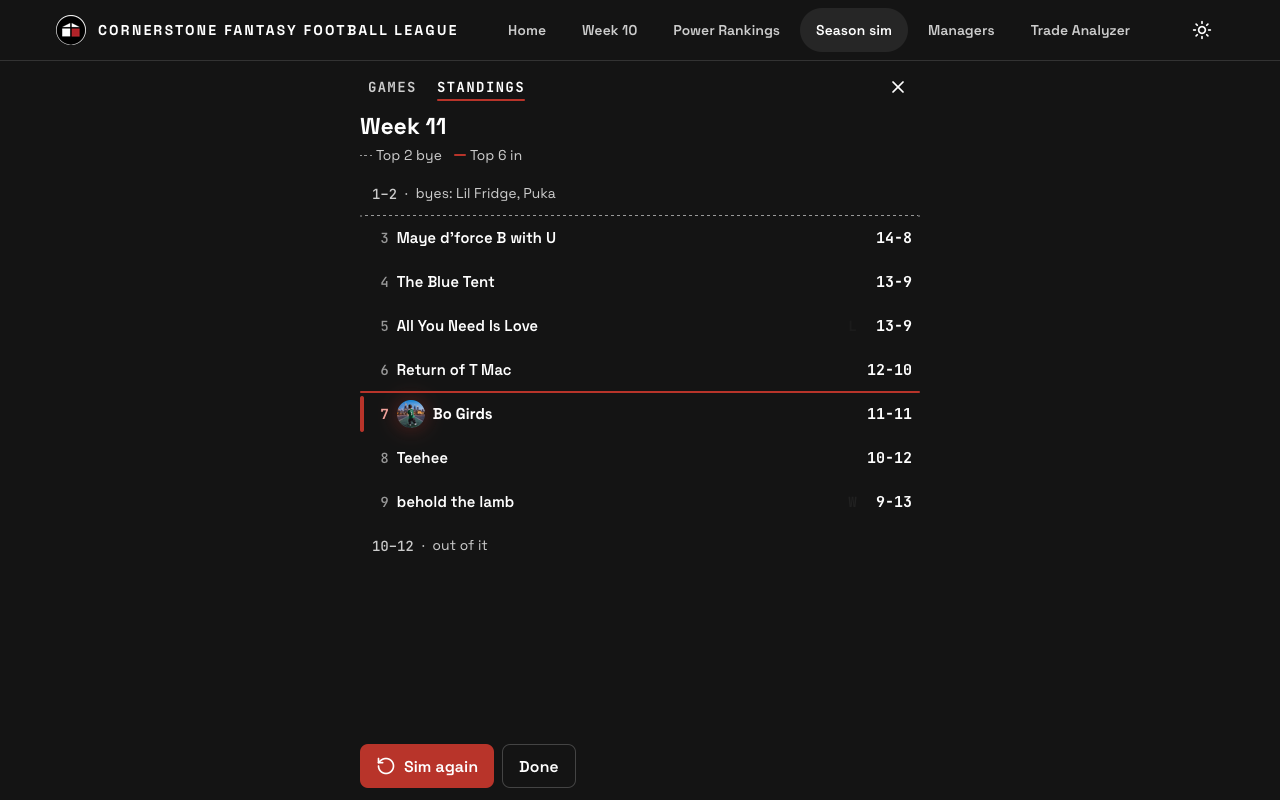 CORNERSTONE FANTASY FOOTBALL LEAGUE Home Week 10 Power Rankings Season sim Managers Trade Analyzer
GAMES STANDINGS
Week 11
Top 2 bye Top 6 in
1–2 · byes: Lil Fridge, Puka
3 Maye d’force B with U 14-8
4 The Blue Tent 13-9
5 All You Need Is Love L 13-9
6 Return of T Mac 12-10
7 Bo Girds 11-11
8 Teehee 10-12
9 behold the lamb W 9-13
10–12 · out of it
Sim again Done